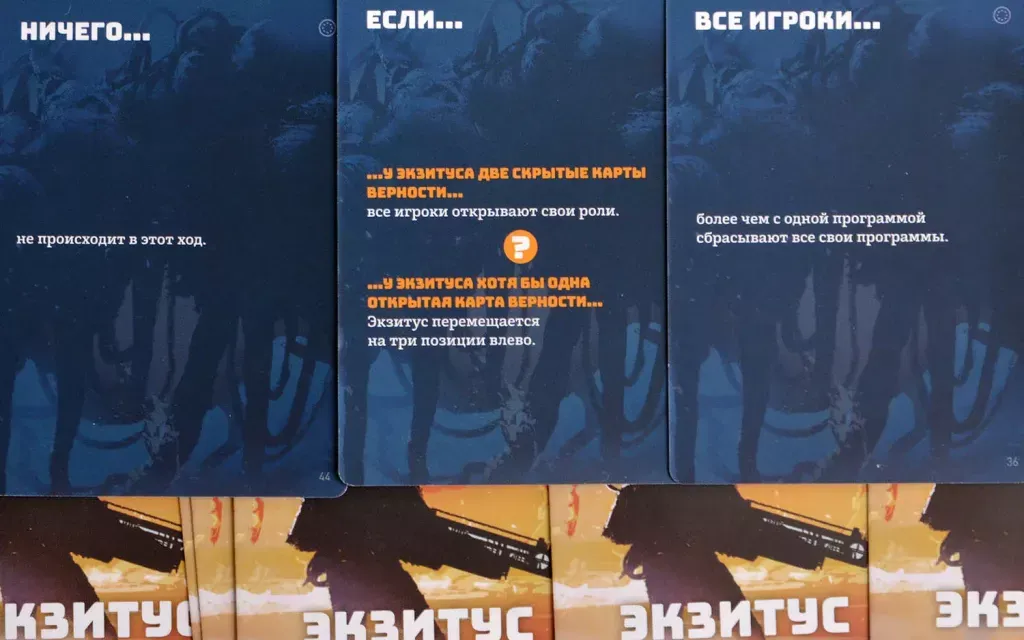 НИЧЕГО...
не происходит в этот ход.
44
ЕСЛИ...
...У ЭКЗИТУСА ДВЕ СКРЫТЫЕ КАРТЫ
ВЕРНОСТИ...
все игроки открывают свои роли.
?
...У ЭКЗИТУСА ХОТЯ БЫ ОДНА
ОТКРЫТАЯ КАРТА ВЕРНОСТИ...
Экзитус перемещается
на три позиции влево.
ВСЕ ИГРОКИ...
более чем с одной программой
сбрасывают все свои программы.
36
КЗИТУС
ЭКЗИТУС
ЭКЗИТУС
ЭКЗ